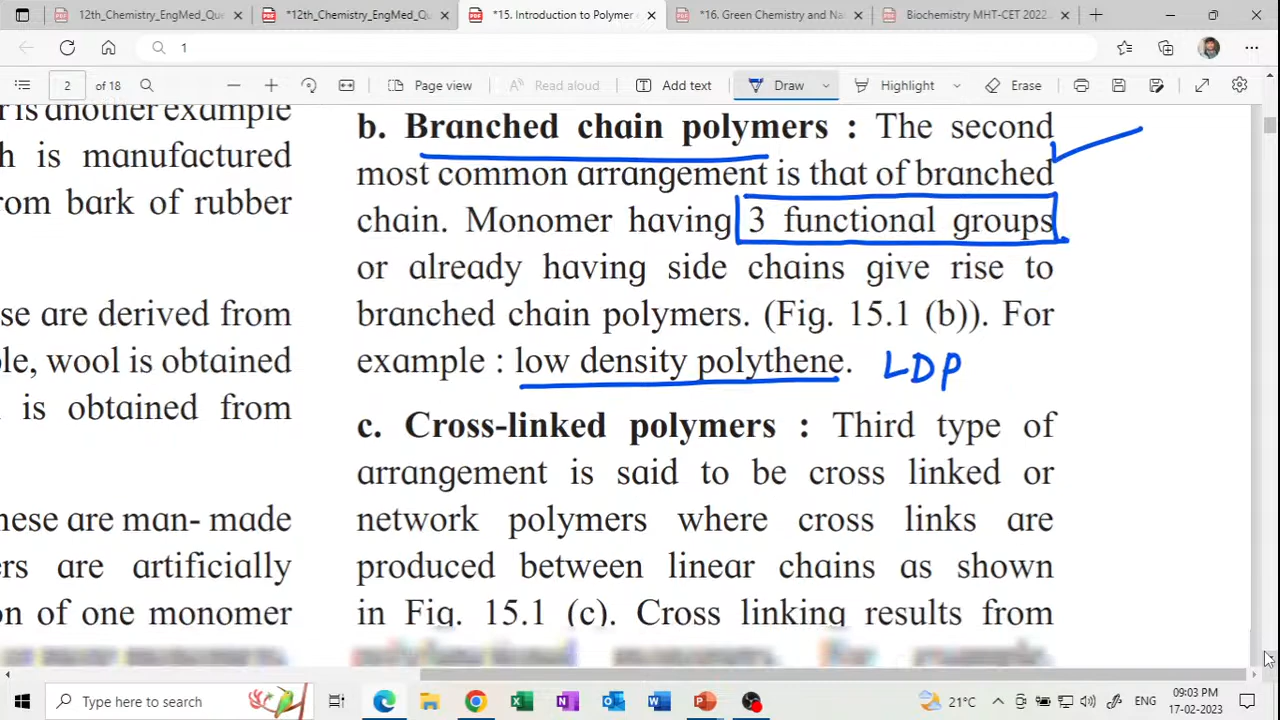 12th_Chemistry_EngMed_Que
*12th_Chemistry_EngMed_Qu
*15. Introduction to Polymer
*16. Green Chemistry and Na
Biochemistry MHT-CET 2022
1
2 of 18
Page view
Read aloud
Add text
Draw
Highlight
Erase
is another example
h is manufactured
rom bark of rubber
se are derived from
ple, wool is obtained
is obtained from
hese are man- made
ers are artificially
on of one monomer
b. Branched chain polymers : The second
most common arrangement is that of branched
chain. Monomer having 3 functional groups
or already having side chains give rise to
branched chain polymers. (Fig. 15.1 (b)). For
example : low density polythene. LDP
c. Cross-linked polymers : Third type of
arrangement is said to be cross linked or
network polymers where cross links are
produced between linear chains as shown
in Fig. 15.1 (c). Cross linking results from
Type here to search
21°C
ENG
09:03 PM
17-02-2023